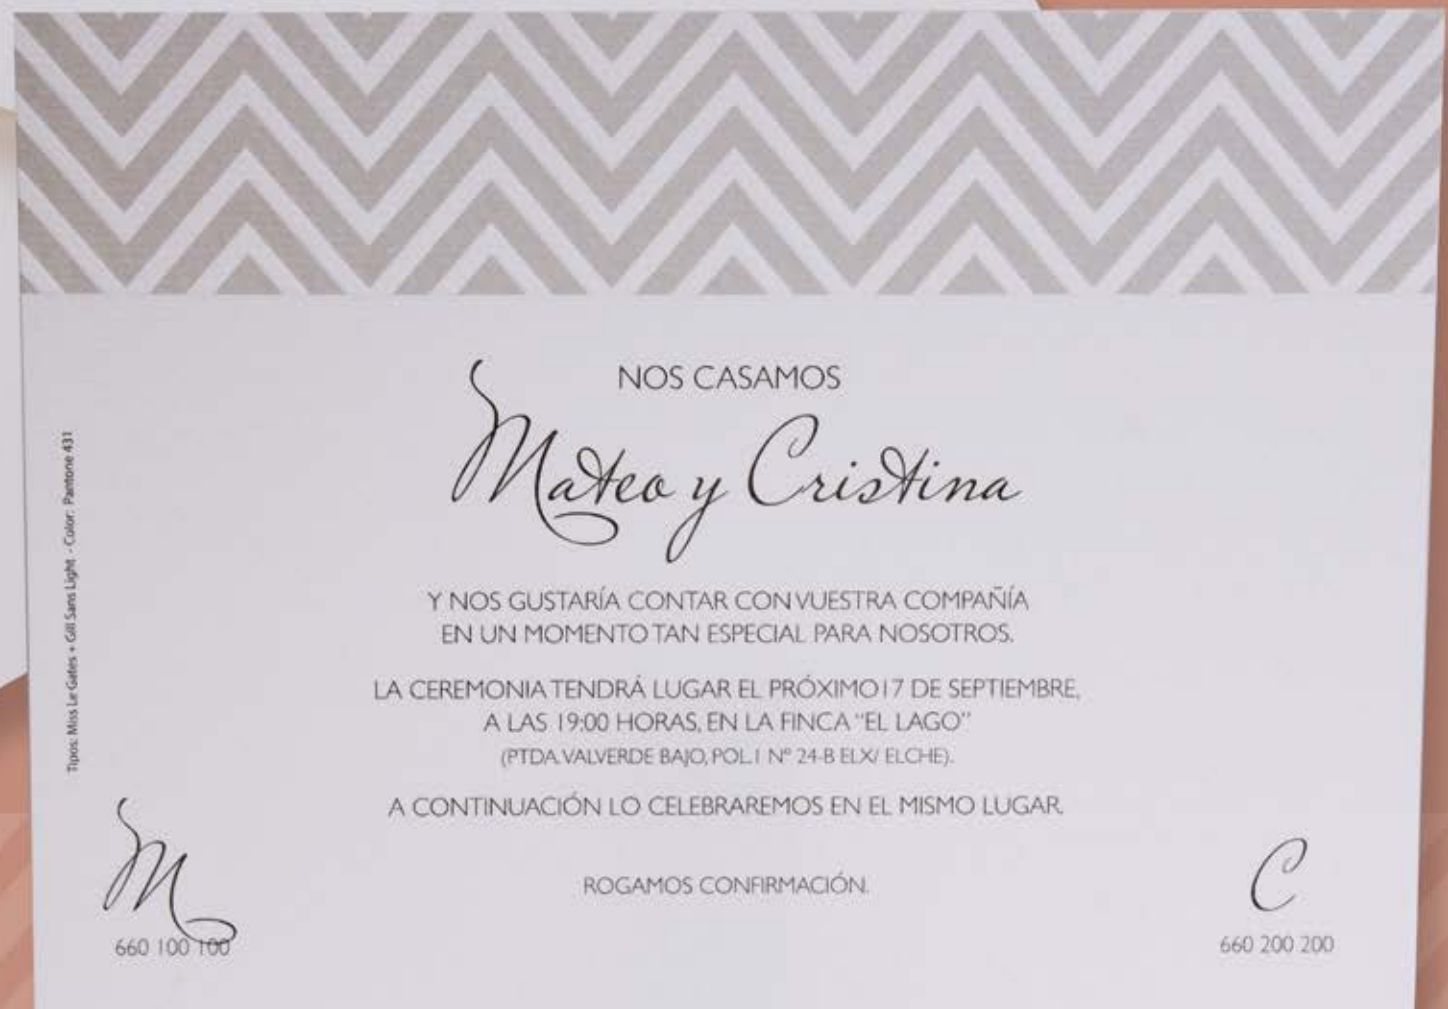 NOS CASAMOS
Mateo y Cristina
Y NOS GUSTARÍA CONTAR CON VUESTRA COMPAÑÍA
EN UN MOMENTO TAN ESPECIAL PARA NOSOTROS.
LA CEREMONIA TENDRÁ LUGAR EL PRÓXIMO 17 DE SEPTIEMBRE,
A LAS 19:00 HORAS, EN LA FINCA "EL LAGO"
(PTDA. VALVERDE BAJO, POL.1 Nº 24-B ELX/ ELCHE).
A CONTINUACIÓN LO CELEBRAREMOS EN EL MISMO LUGAR.
ROGAMOS CONFIRMACIÓN.
M
660 100 100
C
660 200 200
Tipos: Miss Le Gates + Gill Sans Light - Color: Pantone 431